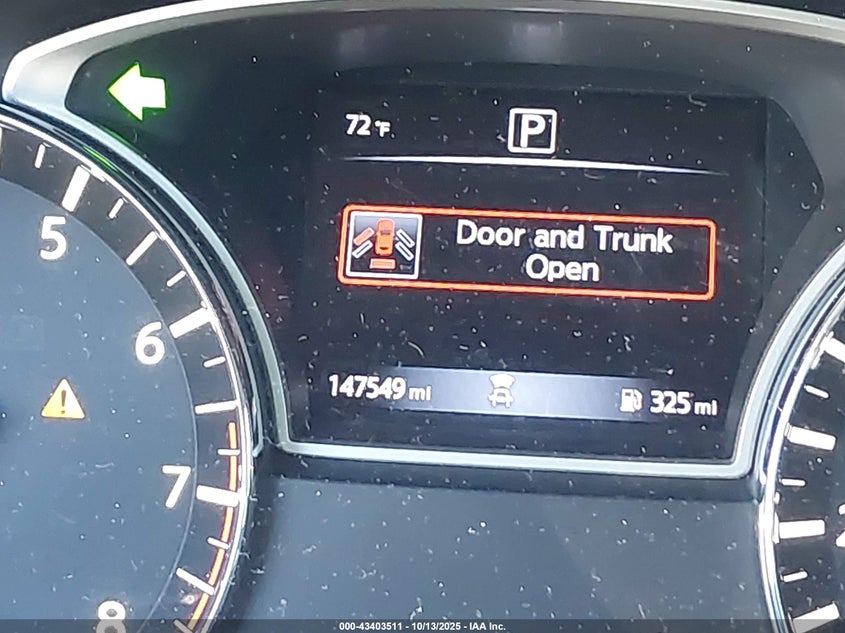 72°F
P
Door and Trunk
Open
147549 mi
325 mi
5
6
7
8
000-43403511 - 10/13/2025 - IAA Inc.